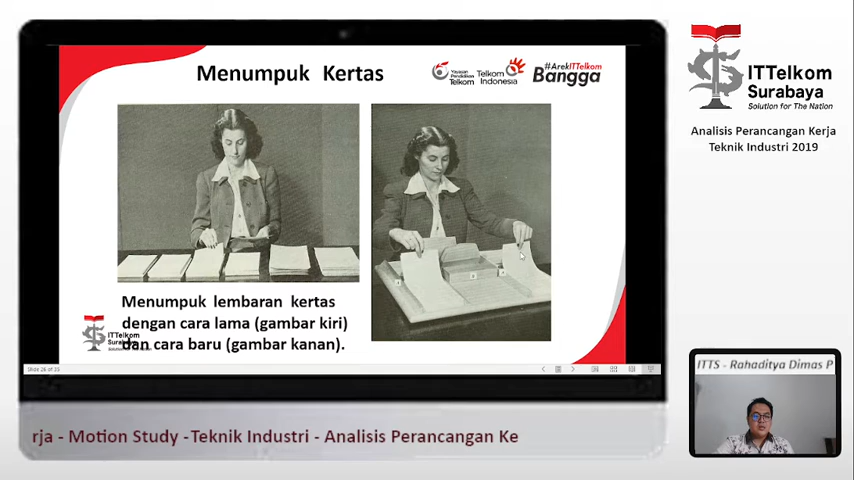 Menumpuk Kertas
Yayasan
Pendidikan
Telkom
Telkom
Indonesia
#ArekITTelkom
Bangga
Menumpuk lembaran kertas
dengan cara lama (gambar kiri)
dan cara baru (gambar kanan).
ITTelkom
Surabaya
ITTelkom
Surabaya
Solution for The Nation
Analisis Perancangan Kerja
Teknik Industri 2019
ITTS - Rahaditya Dimas P
rja - Motion Study -Teknik Industri - Analisis Perancangan Ke